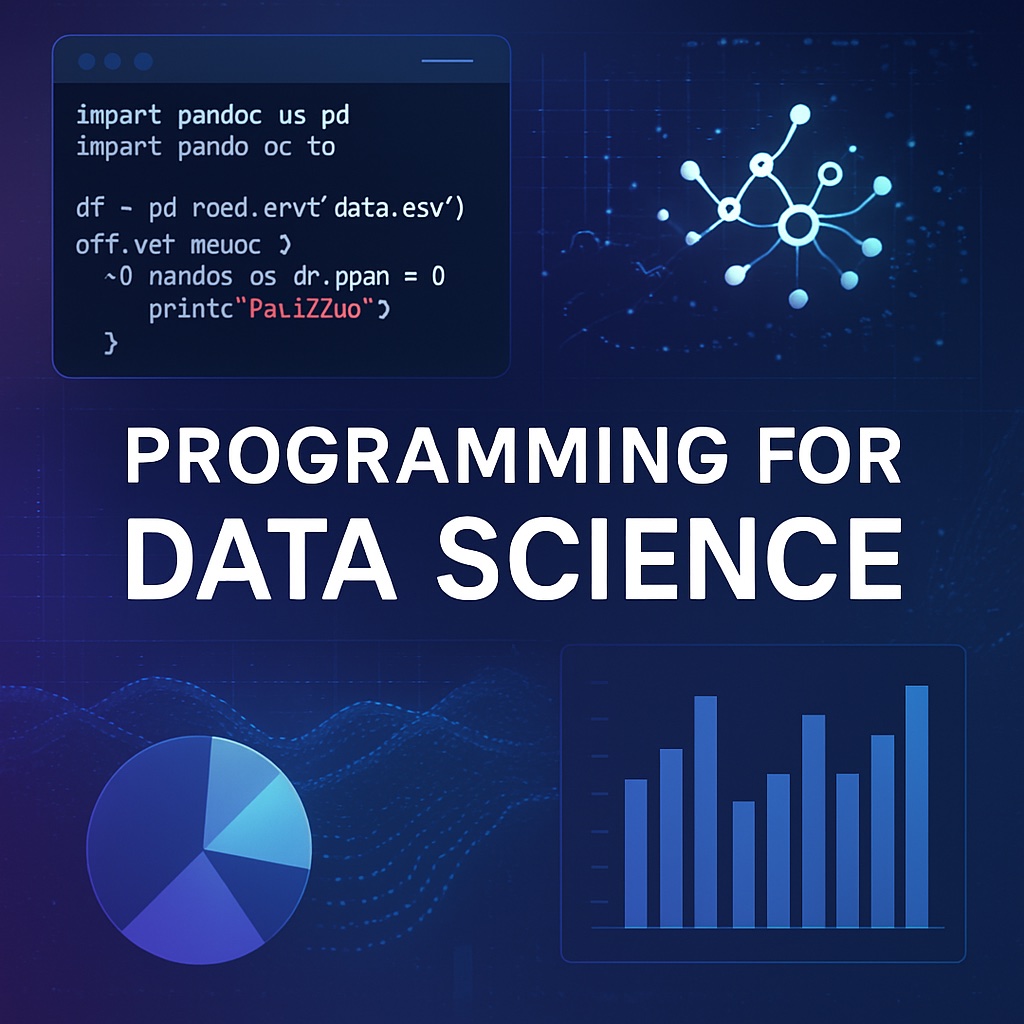 impart pandoc us pd
impart pando oc to
df – pd roed.ervt′data.esv′)
off.vet meuoc )
~0 nandos os dr.ppan = 0
printc"PaLiZZuo")
}
PROGRAMMING FOR
DATA SCIENCE